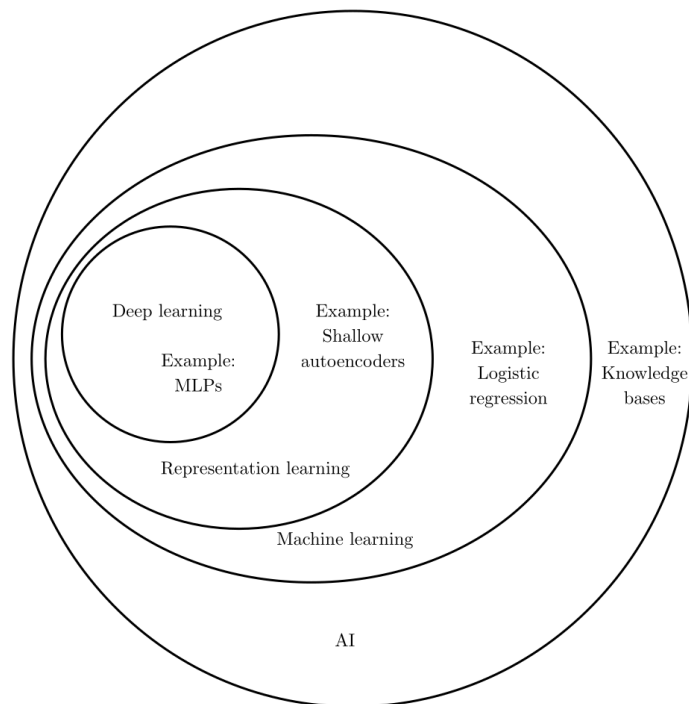 Deep learning
Example:
MLPs
Example:
Shallow
autoencoders
Example:
Logistic
regression
Example:
Knowledge
bases
Representation learning
Machine learning
AI